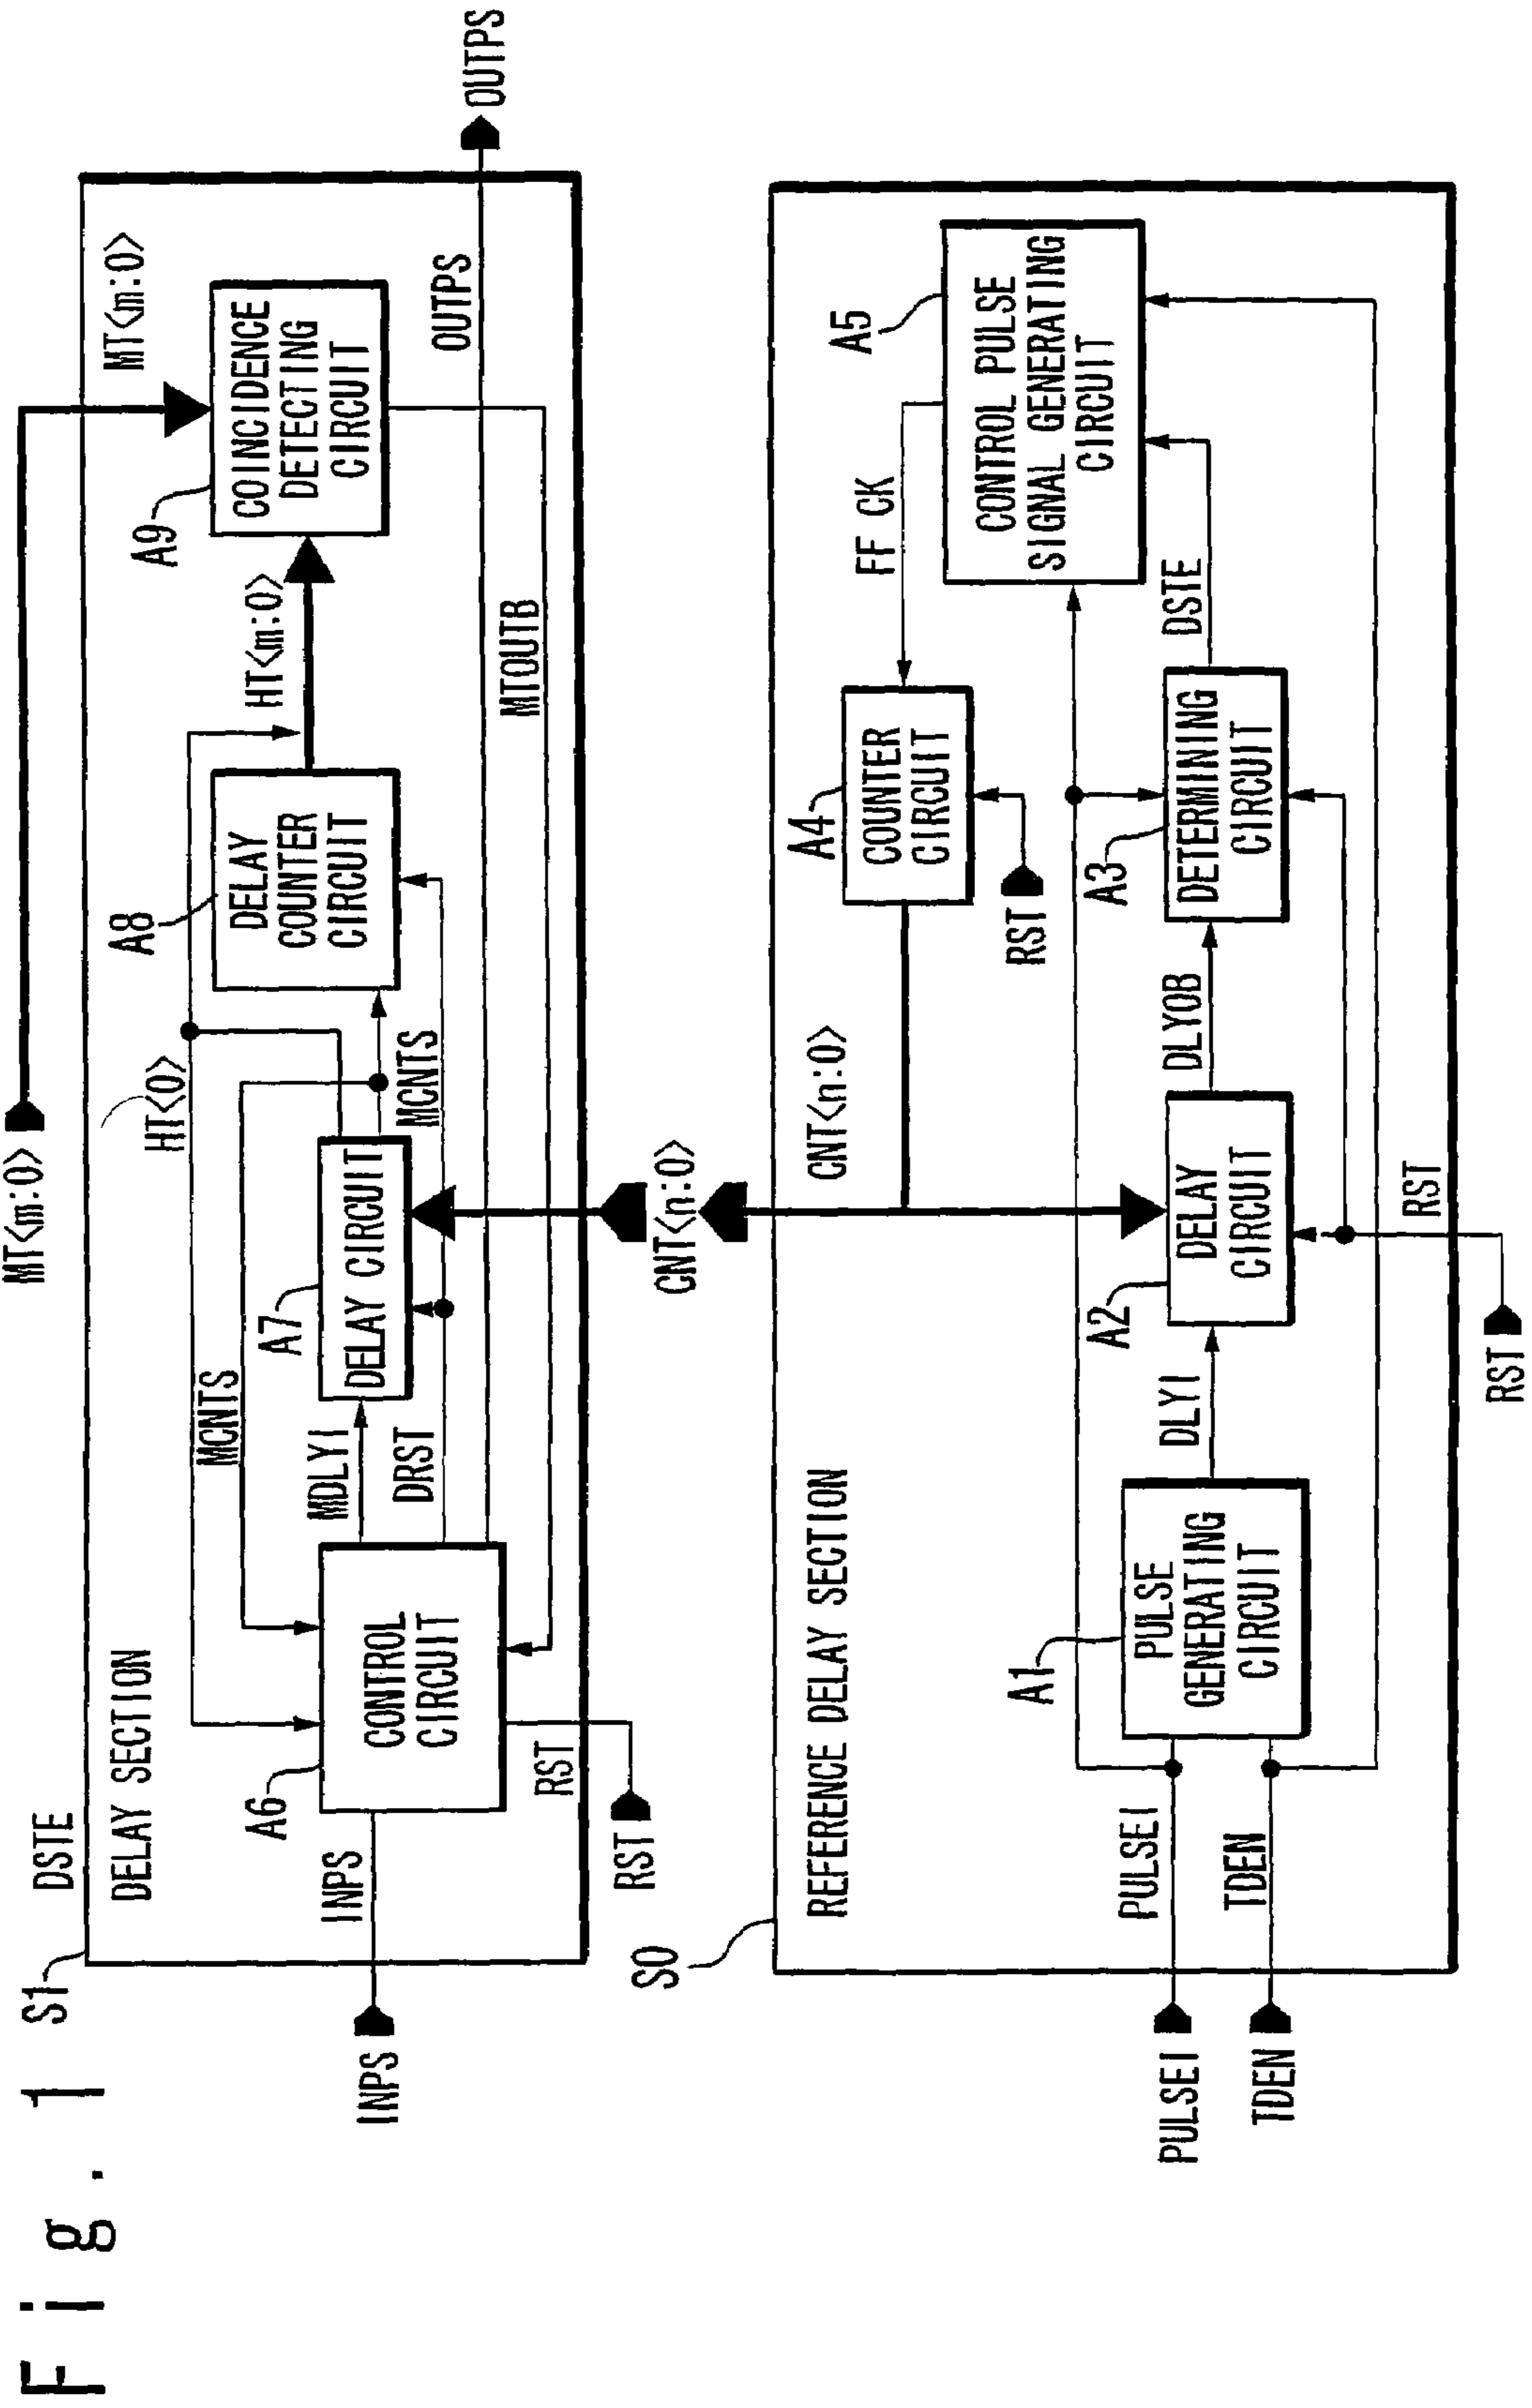 Fig. 1
S1
DSTE
DELAY SECTION
MT<m:0>
MT<m:0>
HT<0>
MCNTS
HT<m:0>
A6
CONTROL
CIRCUIT
INPS
INPS
RST
RST
MDLYI
DRST
A7
DELAY CIRCUIT
MCNTS
A8
DELAY
COUNTER
CIRCUIT
A9
COINCIDENCE
DETECTING
CIRCUIT
MTOUTB
OUTPS
OUTPS
CNT<n:0>
S0
REFERENCE DELAY SECTION
CNT<n:0>
PULSEI
PULSEI
TDEN
TDEN
A1
PULSE
GENERATING
CIRCUIT
DLYI
A2
DELAY
CIRCUIT
RST
RST
DLYOB
A3
DETERMINING
CIRCUIT
DSTE
A4
COUNTER
CIRCUIT
RST
FF CK
A5
CONTROL PULSE
SIGNAL GENERATING
CIRCUIT